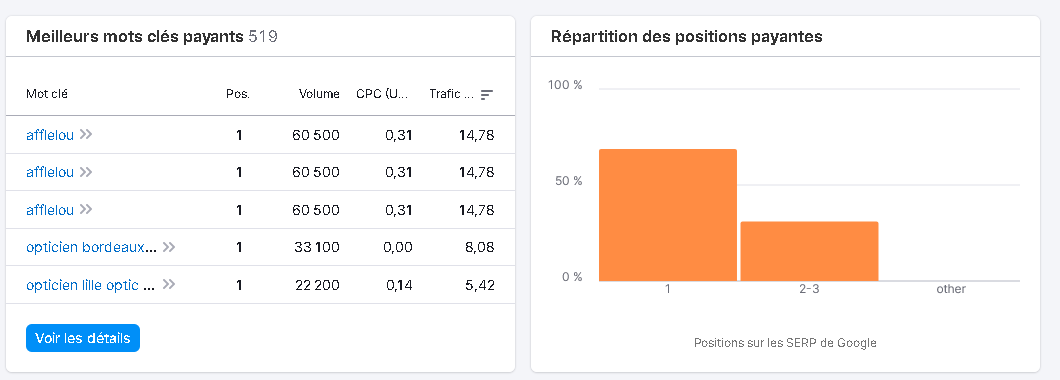 Meilleurs mots clés payants 519
Mot clé Pos. Volume CPC (U... Trafic ...
afflelou 1 60 500 0,31 14,78
afflelou 1 60 500 0,31 14,78
afflelou 1 60 500 0,31 14,78
opticien bordeaux... 1 33 100 0,00 8,08
opticien lille optic ... 1 22 200 0,14 5,42
Voir les détails
Répartition des positions payantes
100 %
50 %
0 %
1 2-3 other
Positions sur les SERP de Google